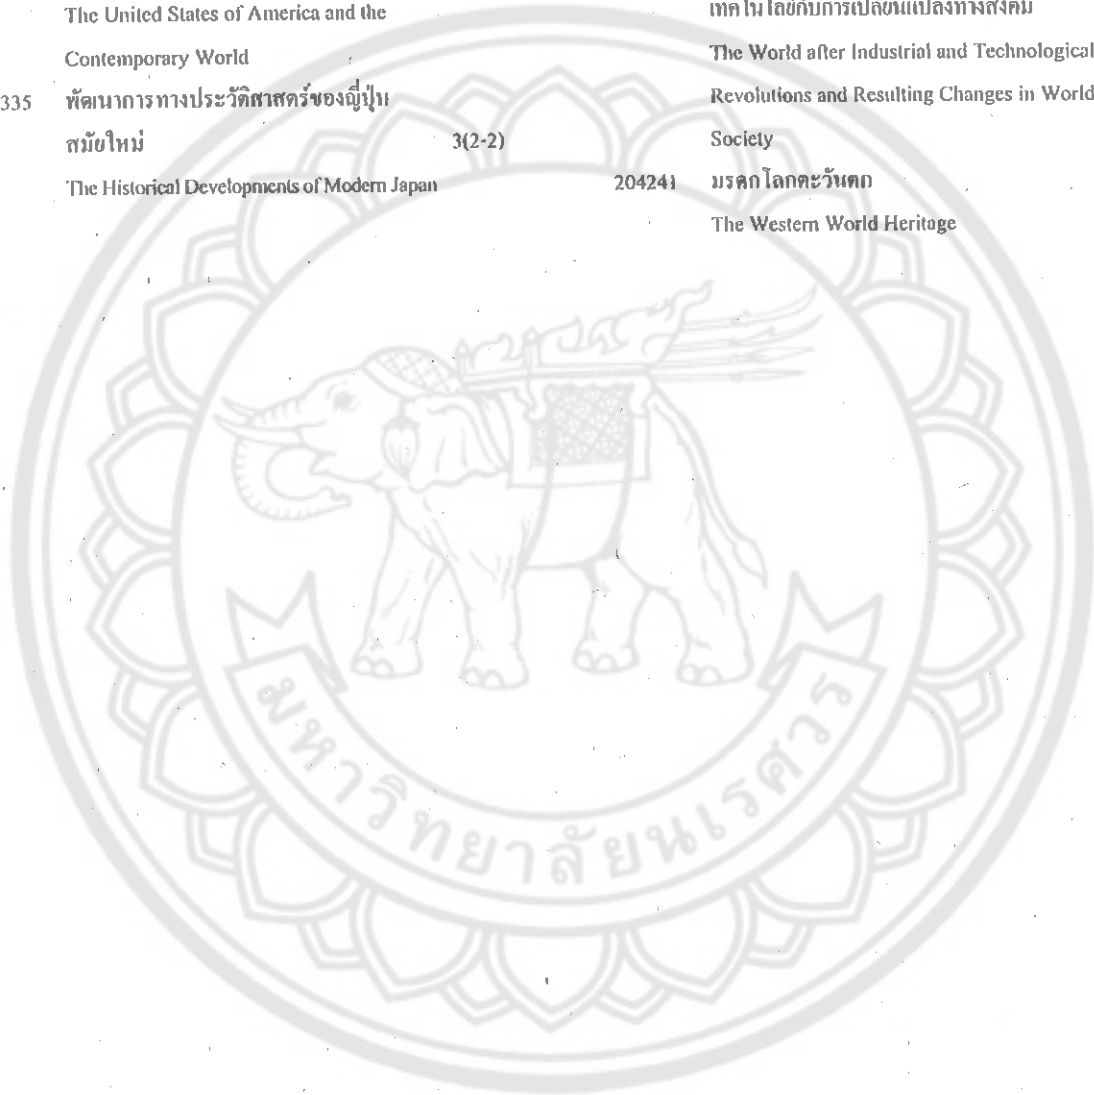 The United States of America and the
Contemporary World
335 พัฒนาการทางประวัติศาสตร์ของญี่ปุ่น
สมัยใหม่ 3(2-2)
The Historical Developments of Modern Japan
เทคโนโลยีกับการเปลี่ยนแปลงทางสังคม
The World after Industrial and Technological
Revolutions and Resulting Changes in World
Society
204241 มรดกโลกตะวันตก
The Western World Heritage
มหาวิทยาลัยนเรศวร